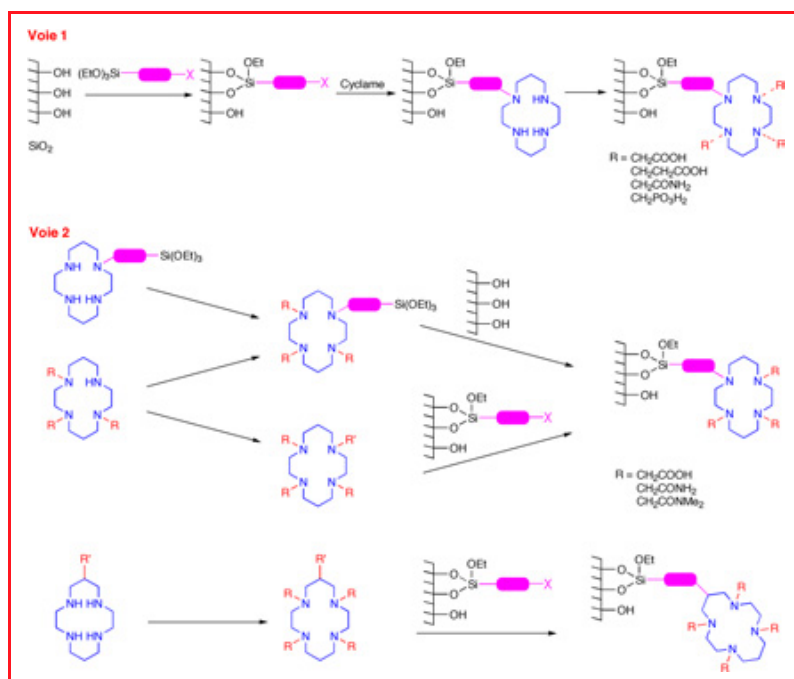 Voie 1
OH
OH
OH
SiO2
(EtO)3Si X
OEt
O Si X
O
OH
Cyclame
OEt
O Si
O
OH
N HN
NH HN
OEt
O Si
O
OH
N N R
N N
R R
R = CH2COOH
CH2CH2COOH
CH2CONH2
CH2PO3H2
Voie 2
NH N Si(OEt)3
NH HN
R
N HN
N N
R R
R
N N Si(OEt)3
N N
R R
R R'
N N
N N
R R
OH
OH
OH
OEt
O Si X
O
OH
OEt
O Si
O
OH
N N R
N N
R R
R = CH2COOH
CH2CONH2
CH2CONMe2
R'
NH HN
NH HN
R'
R R
N N
N N
R R
OEt
O Si X
O
OH
OEt
O Si
O
OH
R
N
N N R
R N
R